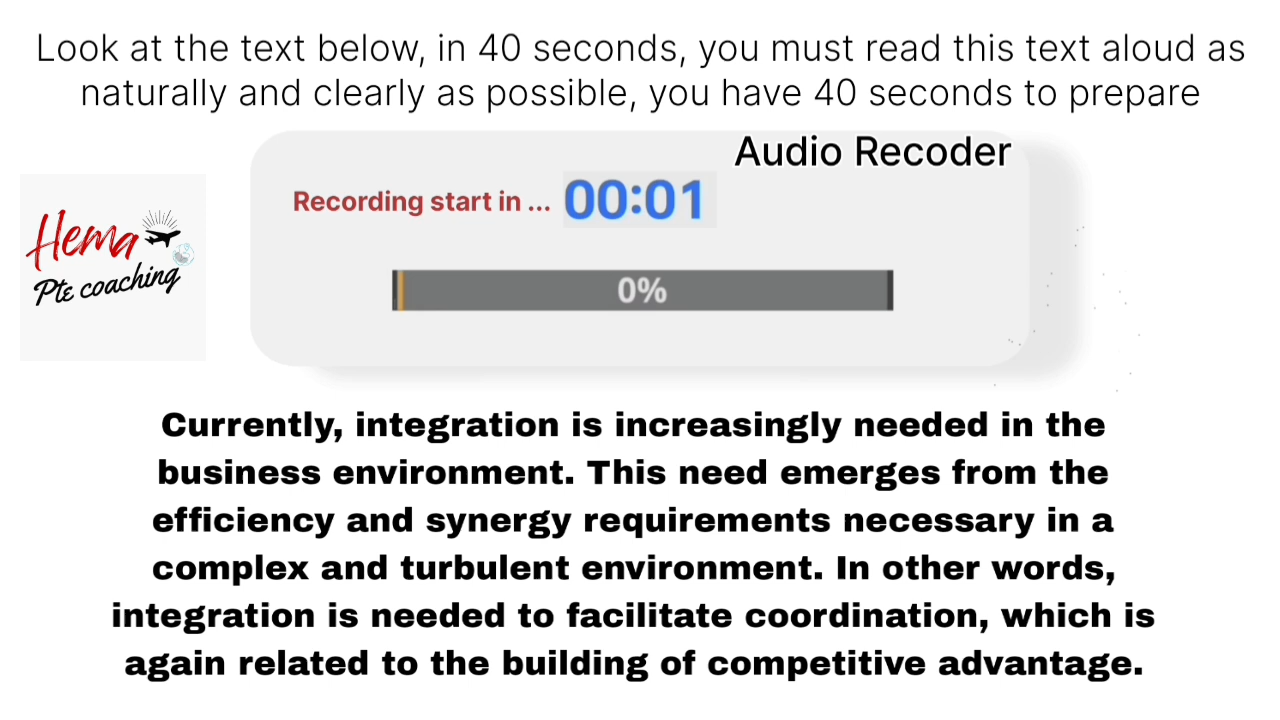 Look at the text below, in 40 seconds, you must read this text aloud as
naturally and clearly as possible, you have 40 seconds to prepare
Audio Recoder
Recording start in ... 00:01
Hema
Pte coaching
0%
Currently, integration is increasingly needed in the
business environment. This need emerges from the
efficiency and synergy requirements necessary in a
complex and turbulent environment. In other words,
integration is needed to facilitate coordination, which is
again related to the building of competitive advantage.